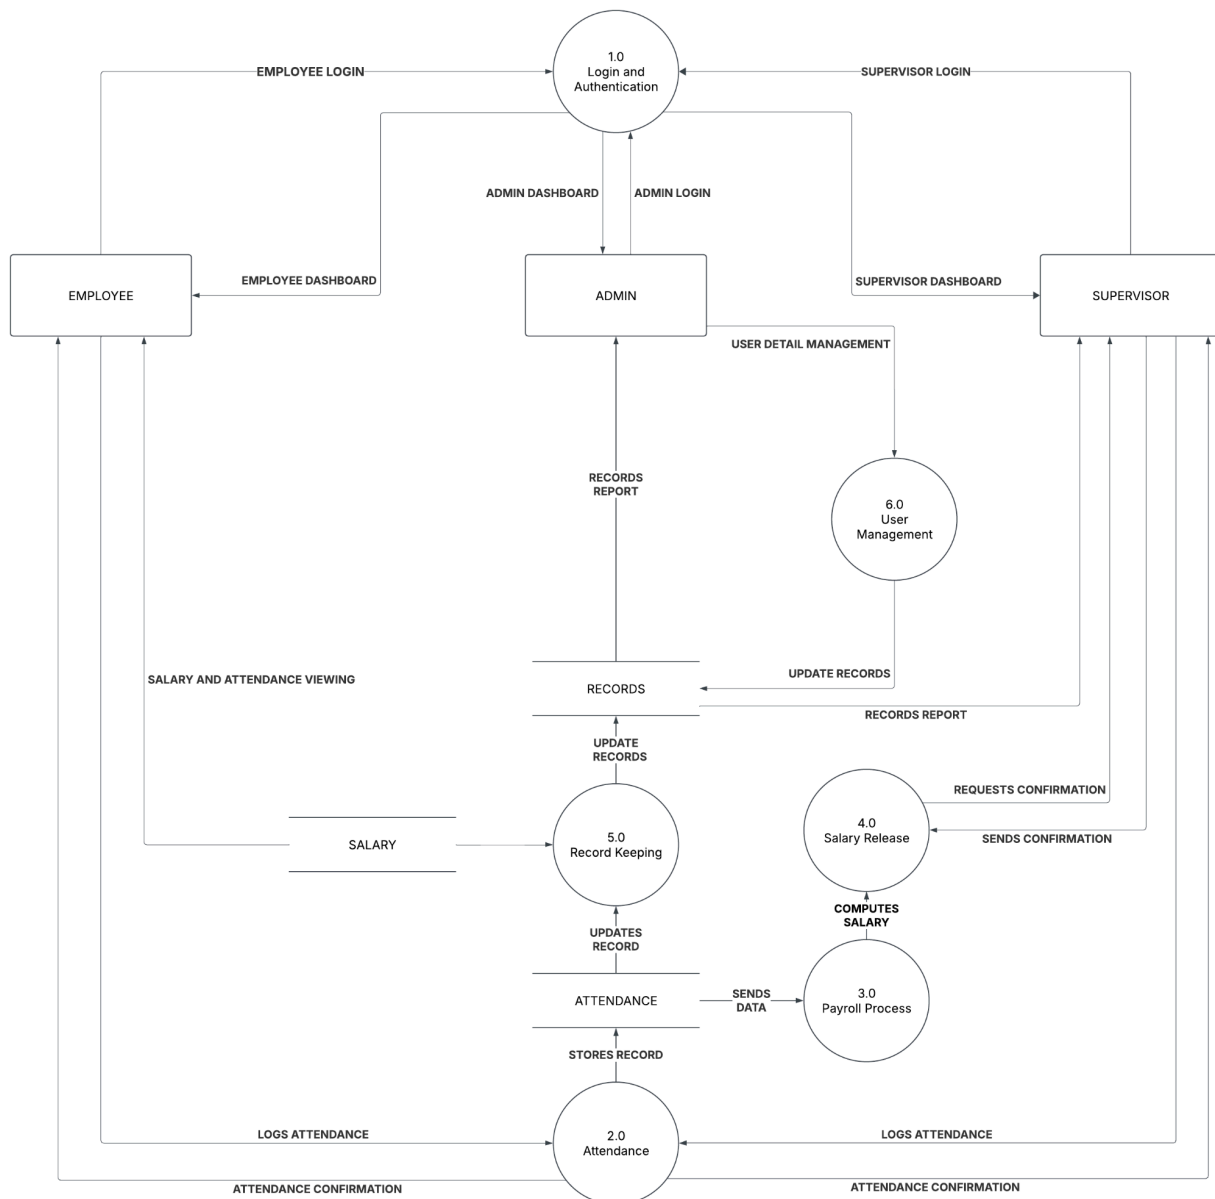 1.0
Login and
Authentication
EMPLOYEE LOGIN
SUPERVISOR LOGIN
ADMIN DASHBOARD
ADMIN LOGIN
EMPLOYEE DASHBOARD
SUPERVISOR DASHBOARD
EMPLOYEE
ADMIN
SUPERVISOR
USER DETAIL MANAGEMENT
RECORDS
REPORT
6.0
User
Management
SALARY AND ATTENDANCE VIEWING
UPDATE RECORDS
RECORDS
RECORDS REPORT
UPDATE
RECORDS
REQUESTS CONFIRMATION
4.0
Salary Release
SENDS CONFIRMATION
SALARY
5.0
Record Keeping
COMPUTES
SALARY
UPDATES
RECORD
ATTENDANCE
SENDS
DATA
3.0
Payroll Process
STORES RECORD
LOGS ATTENDANCE
2.0
Attendance
LOGS ATTENDANCE
ATTENDANCE CONFIRMATION
ATTENDANCE CONFIRMATION